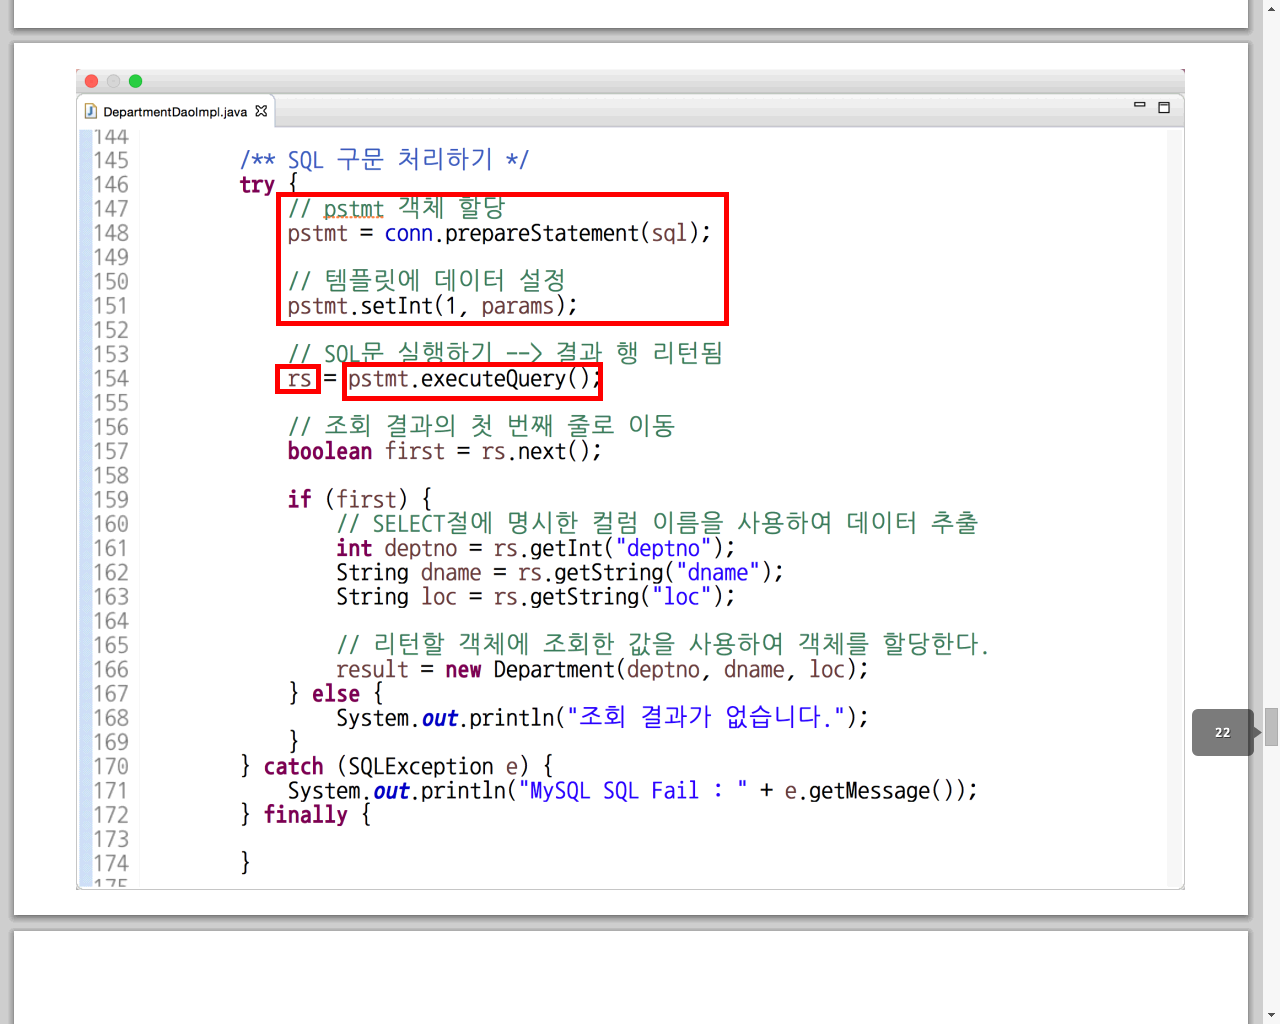 DepartmentDaoImpl.java
144
145 /** SQL 구문 처리하기 */
146 try {
147 // pstmt 객체 할당
148 pstmt = conn.prepareStatement(sql);
149
150 // 템플릿에 데이터 설정
151 pstmt.setInt(1, params);
152
153 // SQL문 실행하기 --> 결과 행 리턴됨
154 rs = pstmt.executeQuery();
155
156 // 조회 결과의 첫 번째 줄로 이동
157 boolean first = rs.next();
158
159 if (first) {
160 // SELECT절에 명시한 컬럼 이름을 사용하여 데이터 추출
161 int deptno = rs.getInt("deptno");
162 String dname = rs.getString("dname");
163 String loc = rs.getString("loc");
164
165 // 리턴할 객체에 조회한 값을 사용하여 객체를 할당한다.
166 result = new Department(deptno, dname, loc);
167 } else {
168 System.out.println("조회 결과가 없습니다.");
169 }
170 } catch (SQLException e) {
171 System.out.println("MySQL SQL Fail : " + e.getMessage());
172 } finally {
173
174 }
175
22